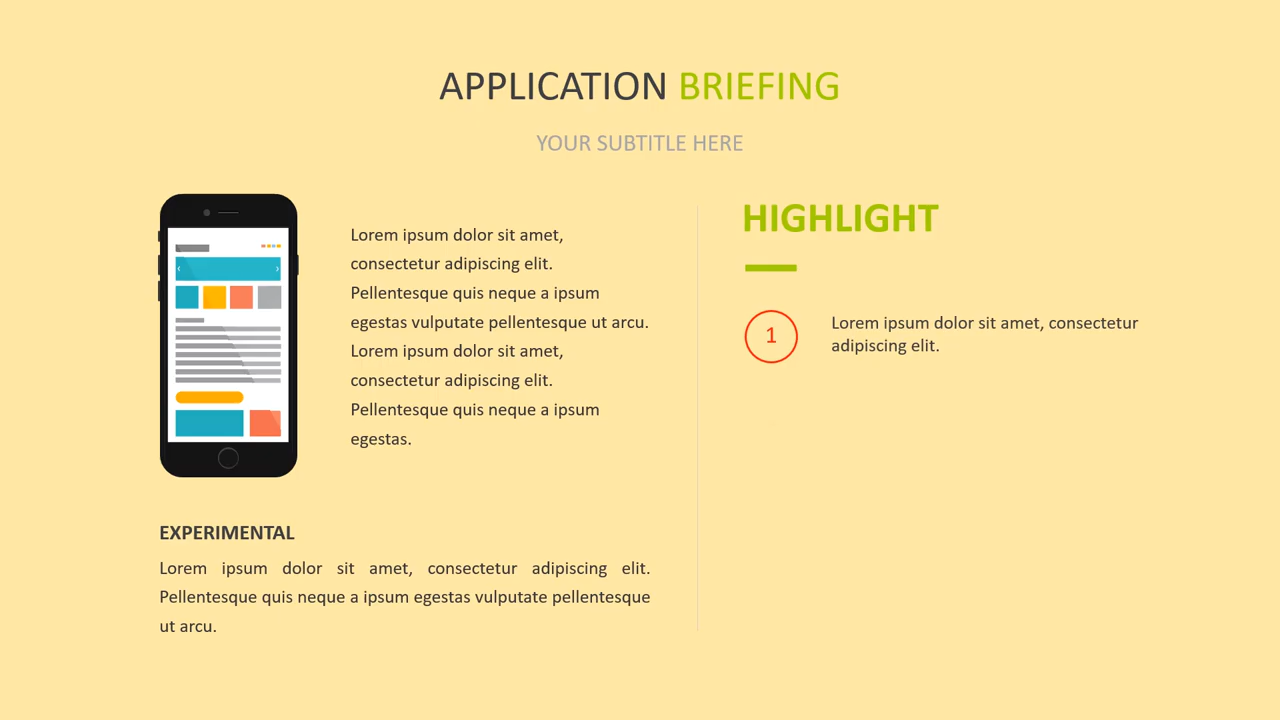 APPLICATION BRIEFING
YOUR SUBTITLE HERE
Lorem ipsum dolor sit amet,
consectetur adipiscing elit.
Pellentesque quis neque a ipsum
egestas vulputate pellentesque ut arcu.
Lorem ipsum dolor sit amet,
consectetur adipiscing elit.
Pellentesque quis neque a ipsum
egestas.
EXPERIMENTAL
Lorem ipsum dolor sit amet, consectetur adipiscing elit.
Pellentesque quis neque a ipsum egestas vulputate pellentesque
ut arcu.
HIGHLIGHT
1
Lorem ipsum dolor sit amet, consectetur
adipiscing elit.